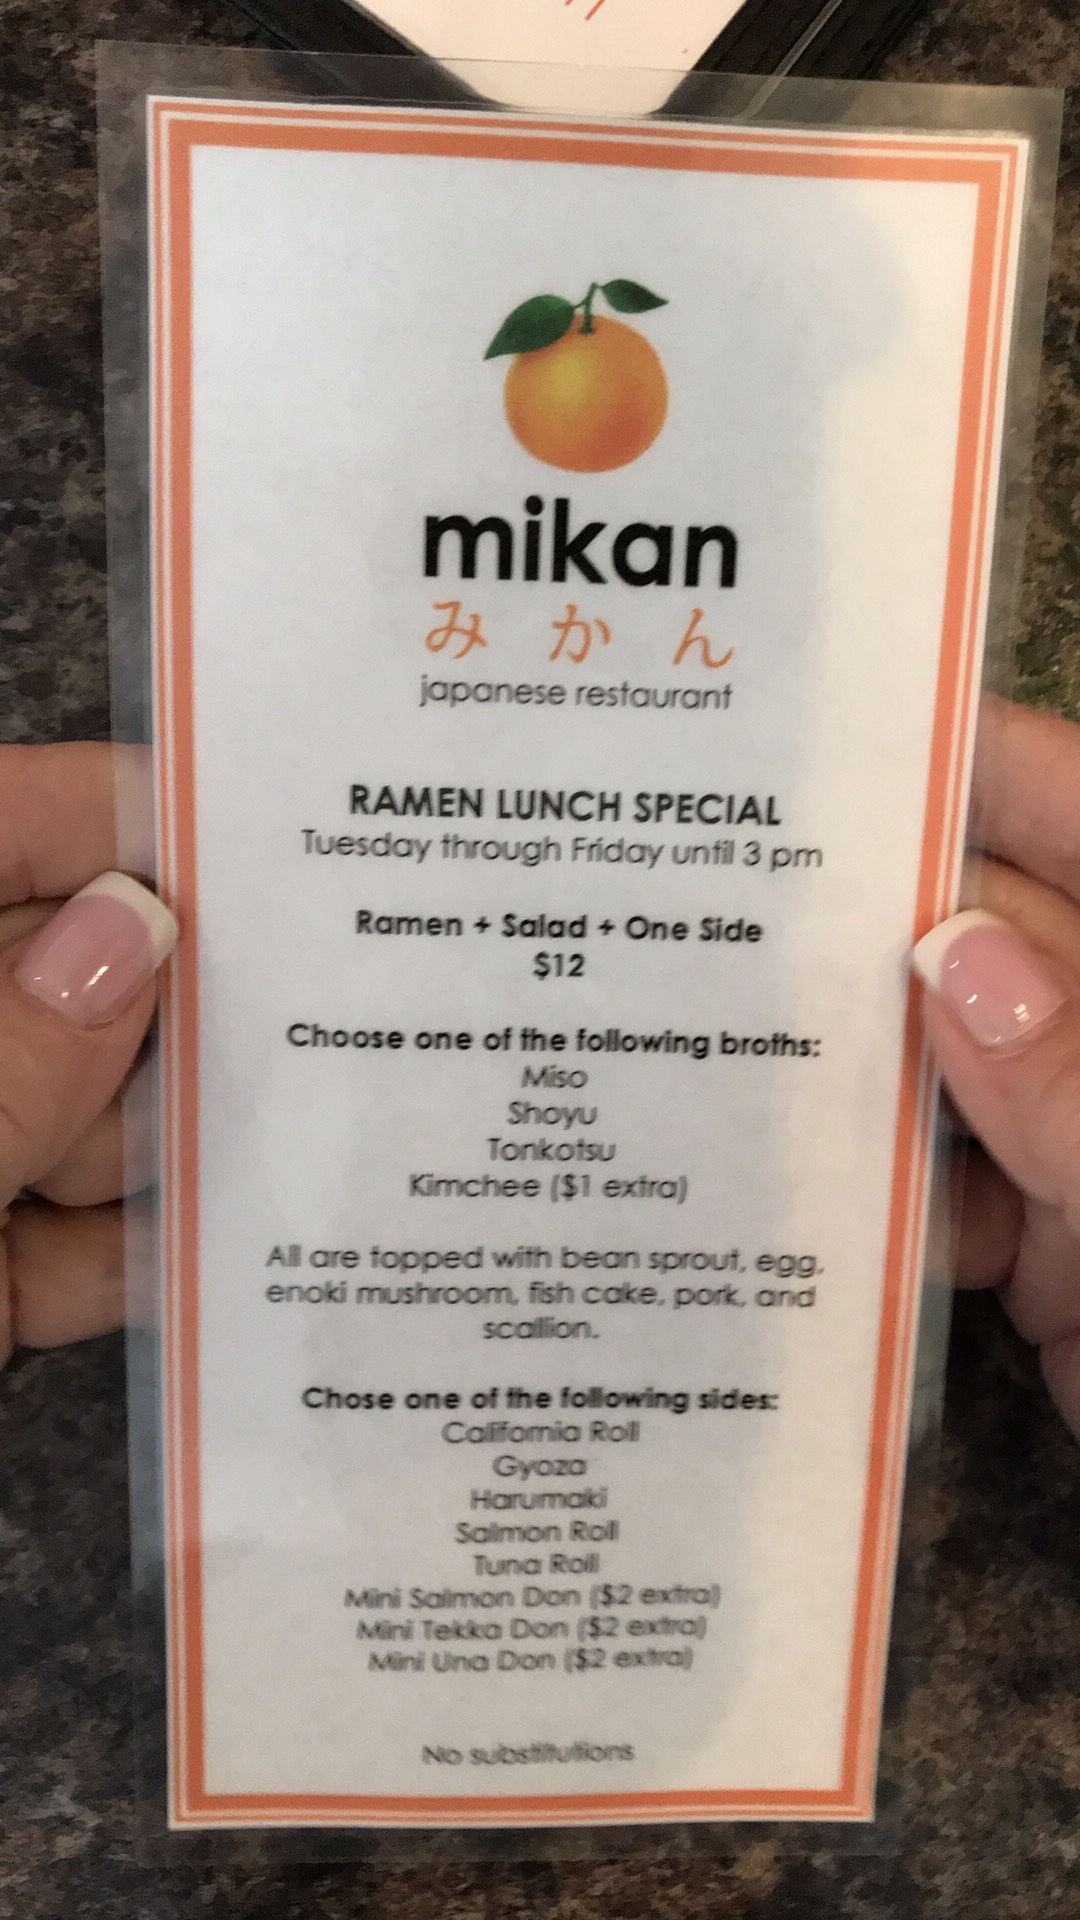 mikan
みかん
japanese restaurant
RAMEN LUNCH SPECIAL
Tuesday through Friday until 3 pm
Ramen + Salad + One Side
$12
Choose one of the following broths:
Miso
Shoyu
Tonkotsu
Kimchee ($1 extra)
All are topped with bean sprout, egg,
enoki mushroom, fish cake, pork, and
scallion.
Chose one of the following sides:
California Roll
Gyoza
Harumaki
Salmon Roll
Tuna Roll
Mini Salmon Don ($2 extra)
Mini Tekka Don ($2 extra)
Mini Una Don ($2 extra)
No substitutions